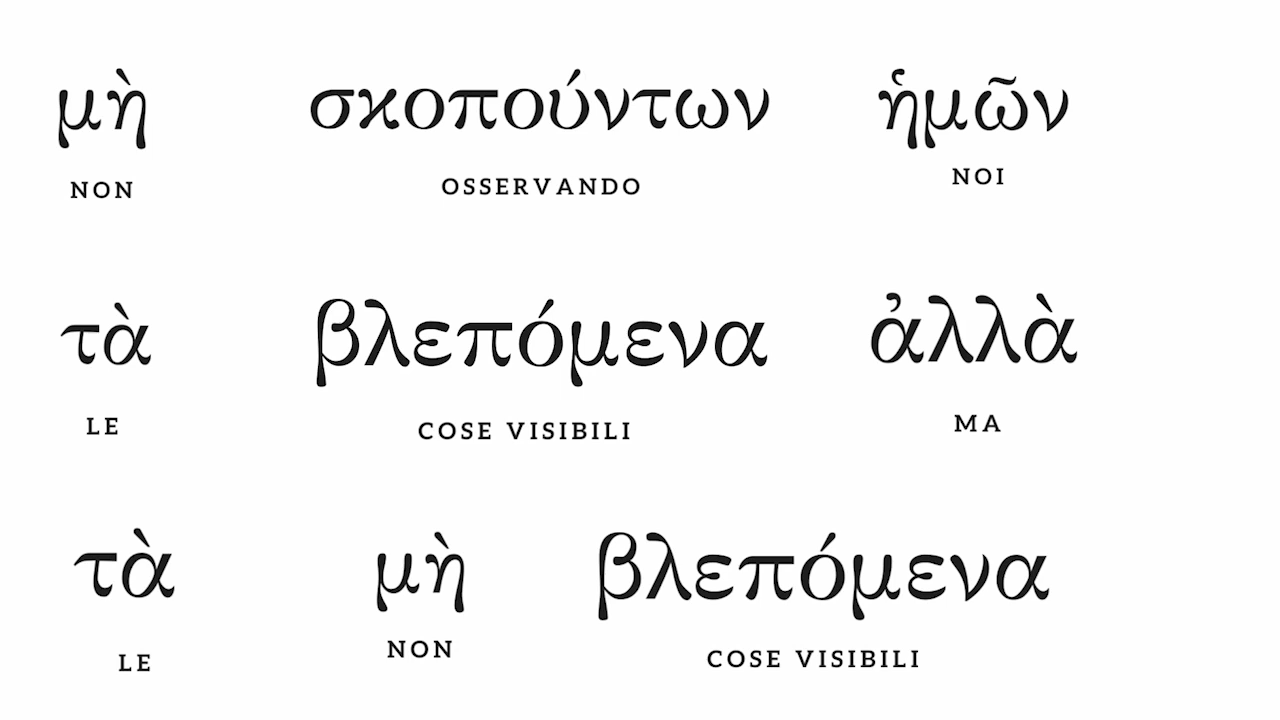 μὴ σκοπούντων ἡμῶν
NON OSSERVANDO NOI
τὰ βλεπόμενα ἀλλὰ
LE COSE VISIBILI MA
τὰ μὴ βλεπόμενα
LE NON COSE VISIBILI